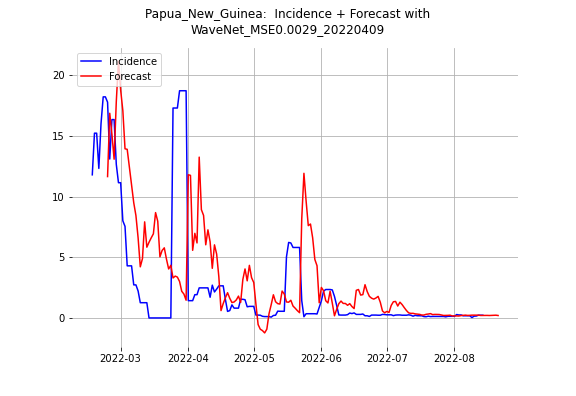 Papua_New_Guinea:  Incidence + Forecast with
WaveNet_MSE0.0029_20220409
Incidence
Forecast
20
15
10
5
0
2022-03
2022-04
2022-05
2022-06
2022-07
2022-08